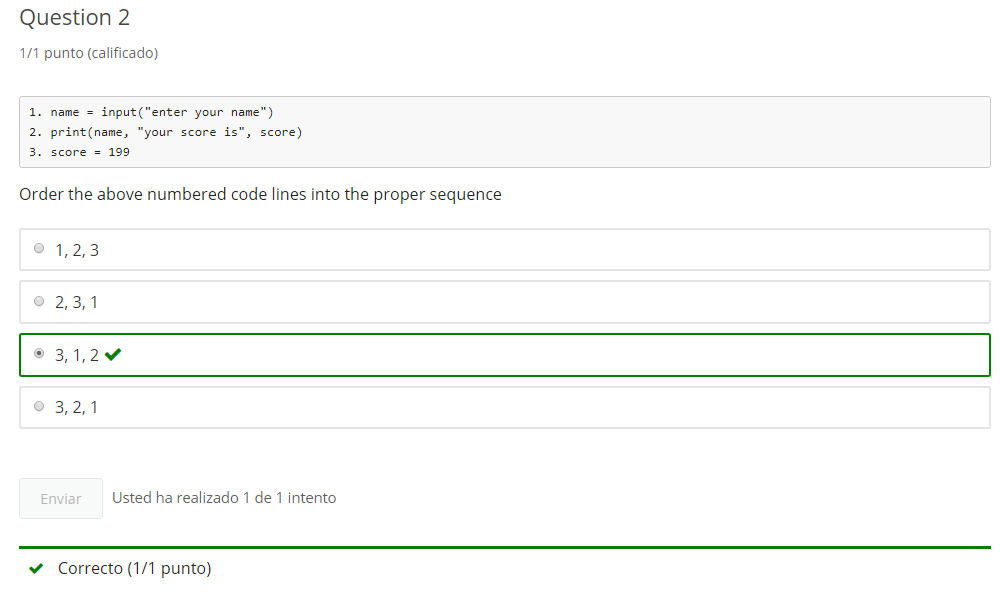 Question 2
1/1 punto (calificado)
1. name = input("enter your name")
2. print(name, "your score is", score)
3. score = 199
Order the above numbered code lines into the proper sequence
1, 2, 3
2, 3, 1
3, 1, 2
3, 2, 1
Enviar Usted ha realizado 1 de 1 intento
Correcto (1/1 punto)